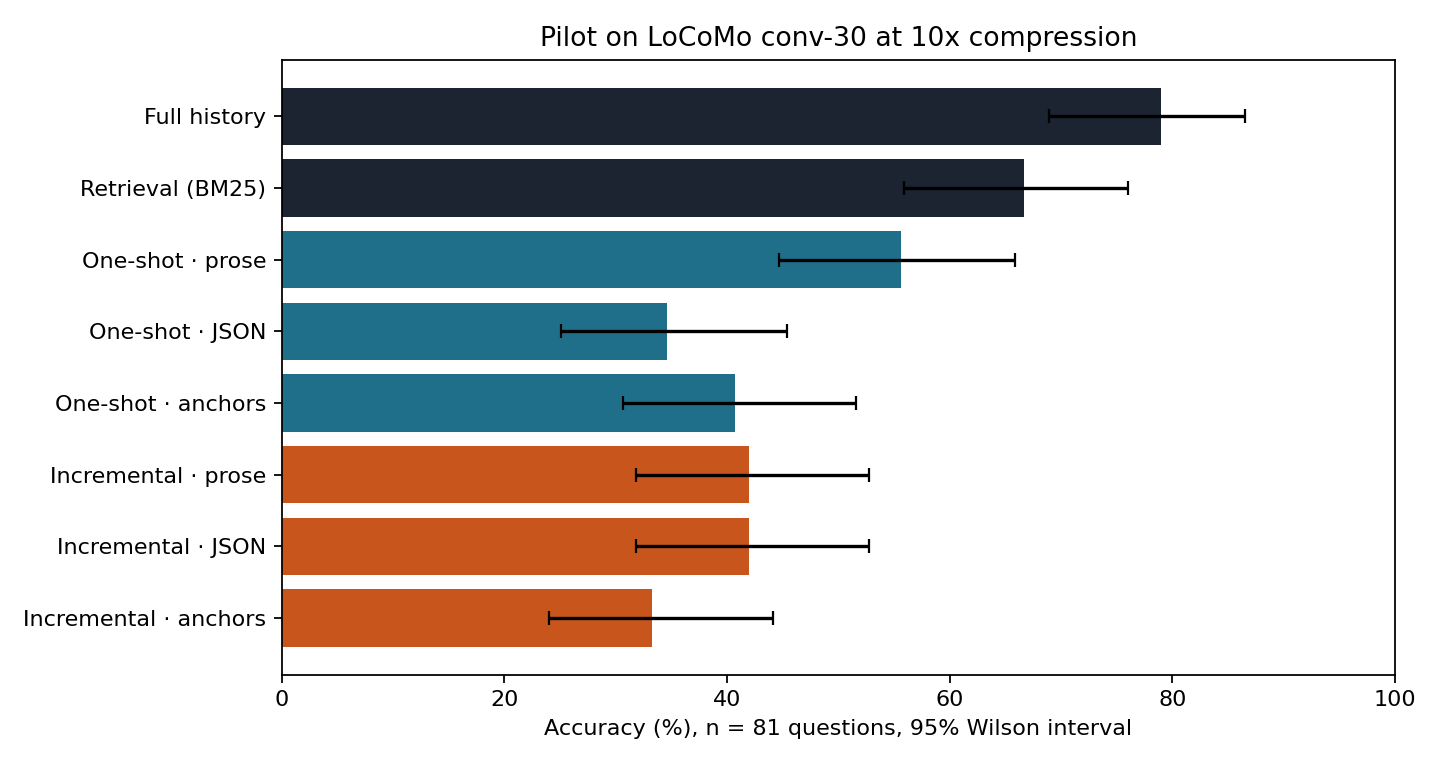 Pilot on LoCoMo conv-30 at 10x compression
Full history
Retrieval (BM25)
One-shot · prose
One-shot · JSON
One-shot · anchors
Incremental · prose
Incremental · JSON
Incremental · anchors
0 20 40 60 80 100
Accuracy (%), n = 81 questions, 95% Wilson interval